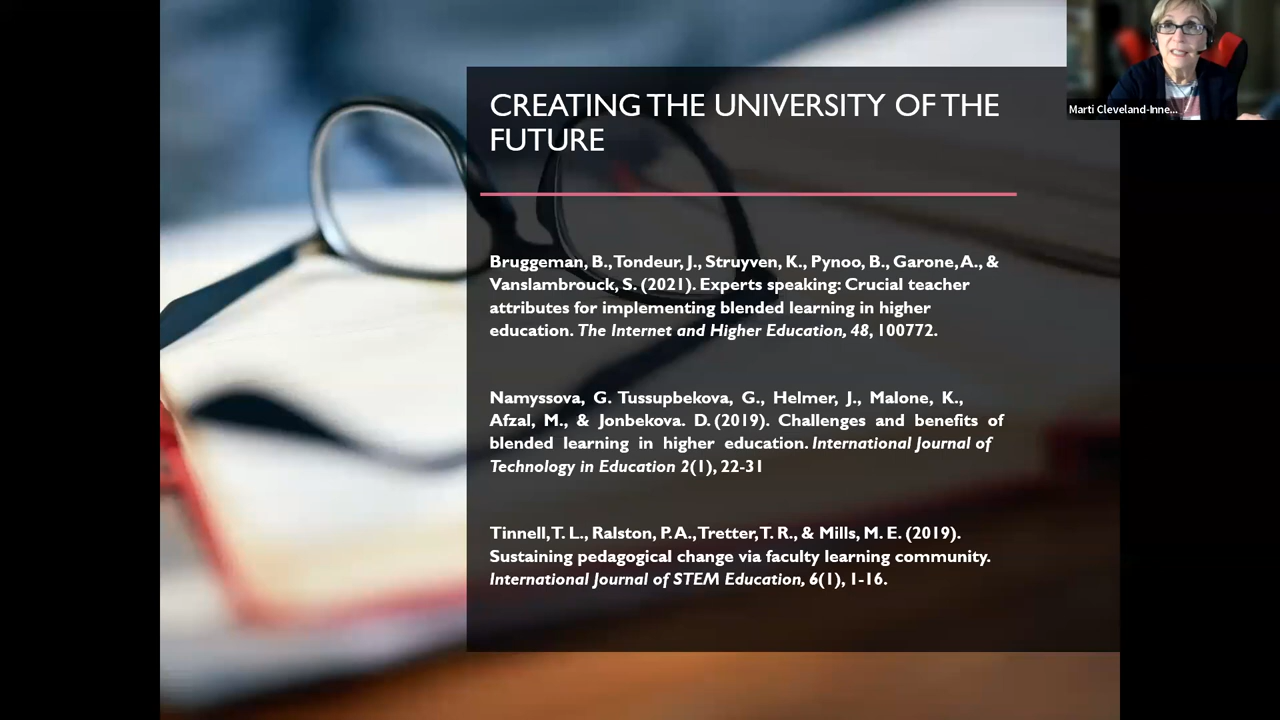 CREATING THE UNIVERSITY OF THE
FUTURE
Marti Cleveland-Inne...
Bruggeman, B., Tondeur, J., Struyven, K., Pynoo, B., Garone, A., &
Vanslambrouck, S. (2021). Experts speaking: Crucial teacher
attributes for implementing blended learning in higher
education. The Internet and Higher Education, 48, 100772.
Namyssova, G. Tussupbekova, G., Helmer, J., Malone, K.,
Afzal, M., & Jonbekova. D. (2019). Challenges and benefits of
blended learning in higher education. International Journal of
Technology in Education 2(1), 22-31
Tinnell, T. L., Ralston, P. A., Tretter, T. R., & Mills, M. E. (2019).
Sustaining pedagogical change via faculty learning community.
International Journal of STEM Education, 6(1), 1-16.